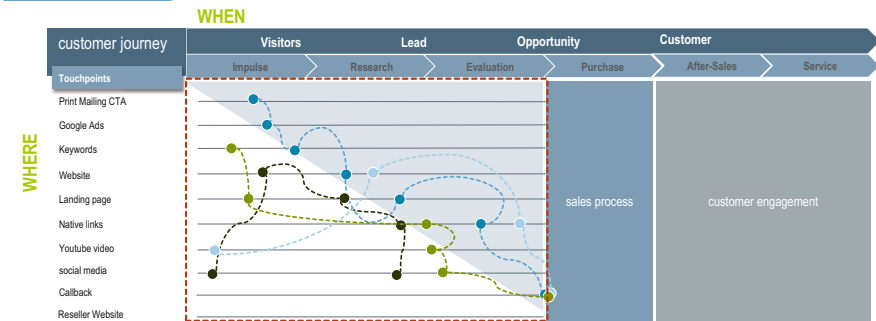 WHEN
customer journey
Visitors
Lead
Opportunity
Customer
Impulse
Research
Evaluation
Purchase
After-Sales
Service
Touchpoints
WHERE
Print Mailing CTA
Google Ads
Keywords
Website
Landing page
Native links
Youtube video
social media
Callback
Reseller Website
sales process
customer engagement